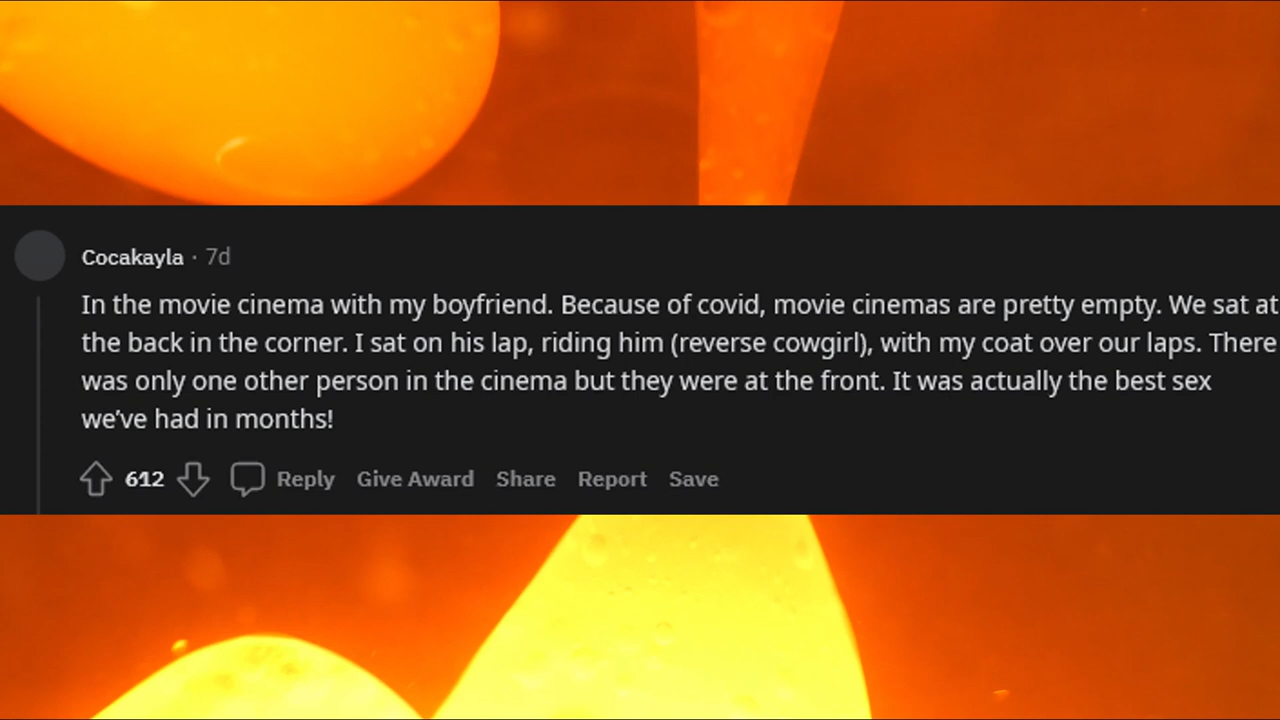 Cocakayla · 7d
In the movie cinema with my boyfriend. Because of covid, movie cinemas are pretty empty. We sat at
the back in the corner. I sat on his lap, riding him (reverse cowgirl), with my coat over our laps. There
was only one other person in the cinema but they were at the front. It was actually the best sex
we’ve had in months!
612 Reply Give Award Share Report Save